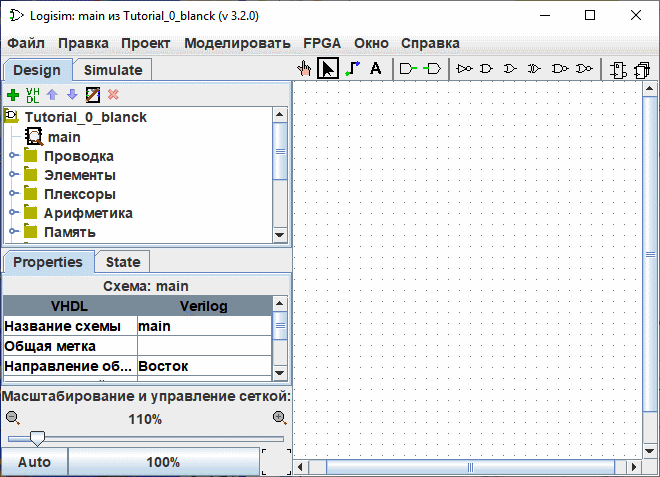 Logisim: main из Tutorial_0_blanck (v 3.2.0)
Файл Правка Проект Моделировать FPGA Окно Справка
Design Simulate
A
VH
DL
Tutorial_0_blanck
main
Проводка
Элементы
Плексоры
Арифметика
Память
Properties State
Схема: main
VHDL Verilog
Название схемы main
Общая метка
Направление об... Восток
Масштабирование и управление сеткой:
110%
Auto 100%